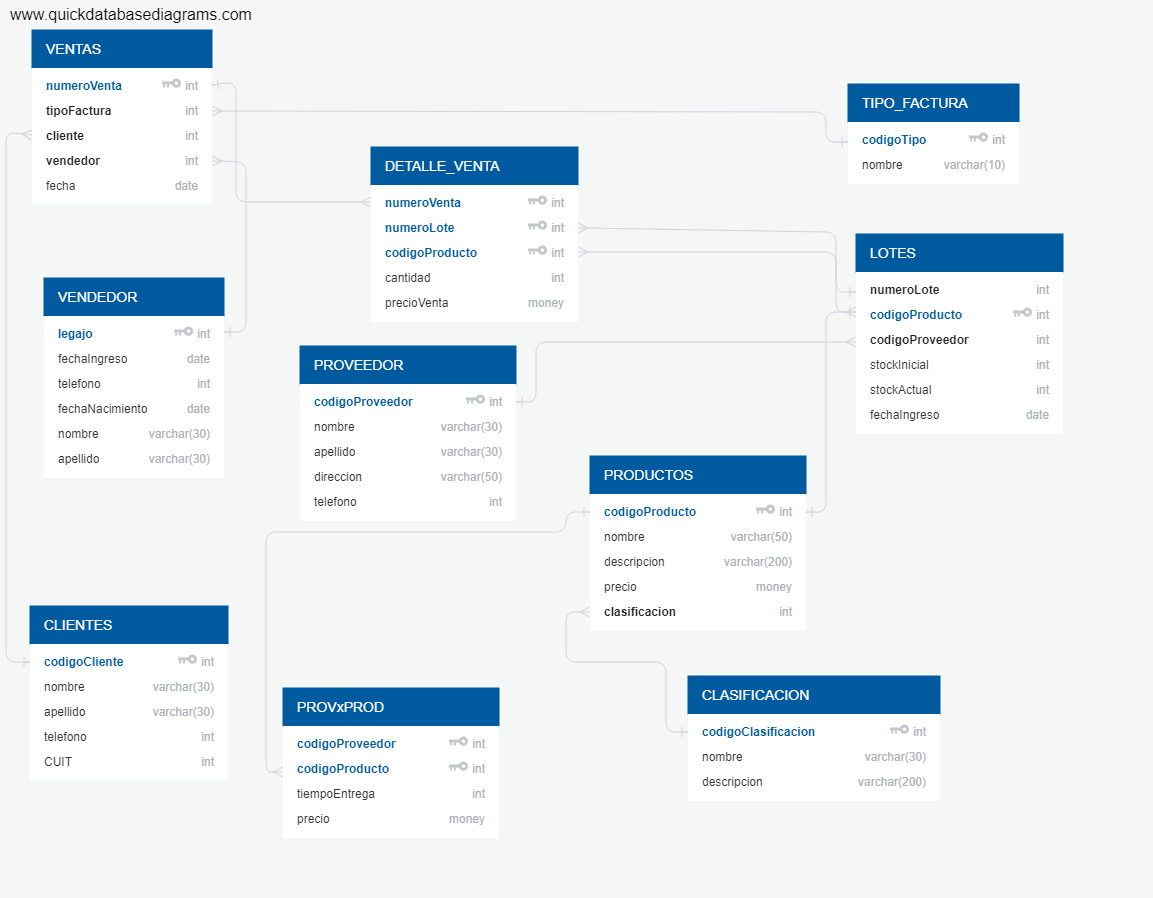 www.quickdatabasediagrams.com
VENTAS
numeroVenta int
tipoFactura int
cliente int
vendedor int
fecha date
TIPO_FACTURA
codigoTipo int
nombre varchar(10)
DETALLE_VENTA
numeroVenta int
numeroLote int
codigoProducto int
cantidad int
precioVenta money
LOTES
numeroLote int
codigoProducto int
codigoProveedor int
stockInicial int
stockActual int
fechaIngreso date
VENDEDOR
legajo int
fechaIngreso date
telefono int
fechaNacimiento date
nombre varchar(30)
apellido varchar(30)
PROVEEDOR
codigoProveedor int
nombre varchar(30)
apellido varchar(30)
direccion varchar(50)
telefono int
PRODUCTOS
codigoProducto int
nombre varchar(50)
descripcion varchar(200)
precio money
clasificacion int
CLIENTES
codigoCliente int
nombre varchar(30)
apellido varchar(30)
telefono int
CUIT int
PROVxPROD
codigoProveedor int
codigoProducto int
tiempoEntrega int
precio money
CLASIFICACION
codigoClasificacion int
nombre varchar(30)
descripcion varchar(200)